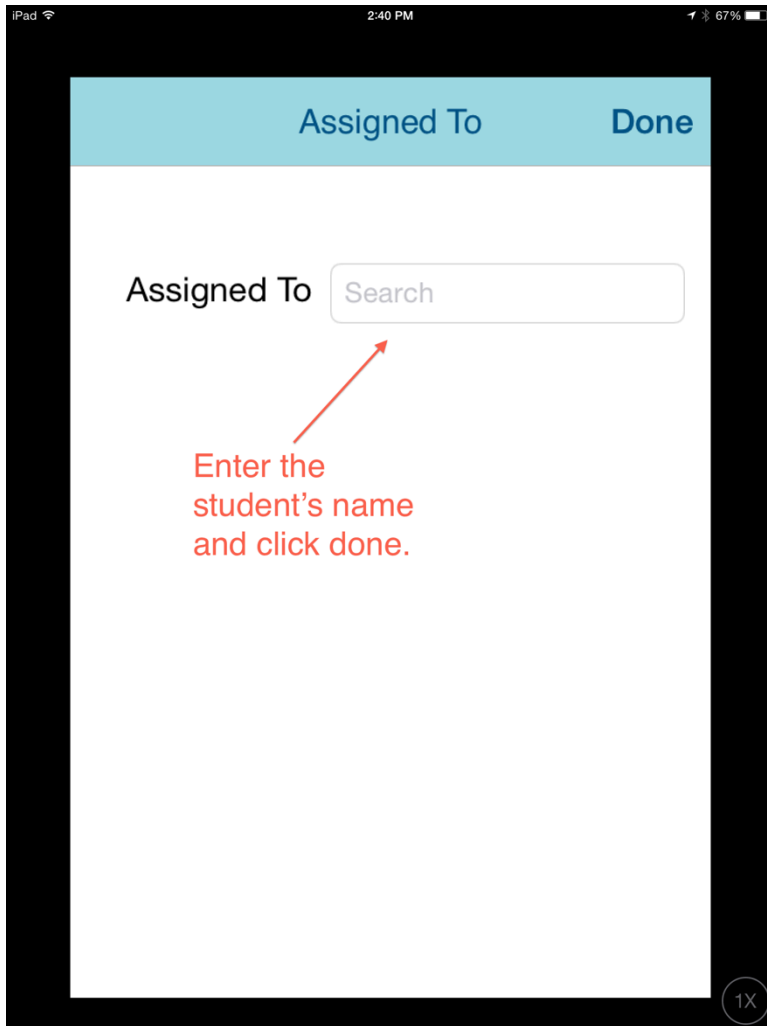 iPad 2:40 PM 67%
Assigned To Done
Assigned To Search
Enter the
student’s name
and click done.
1X